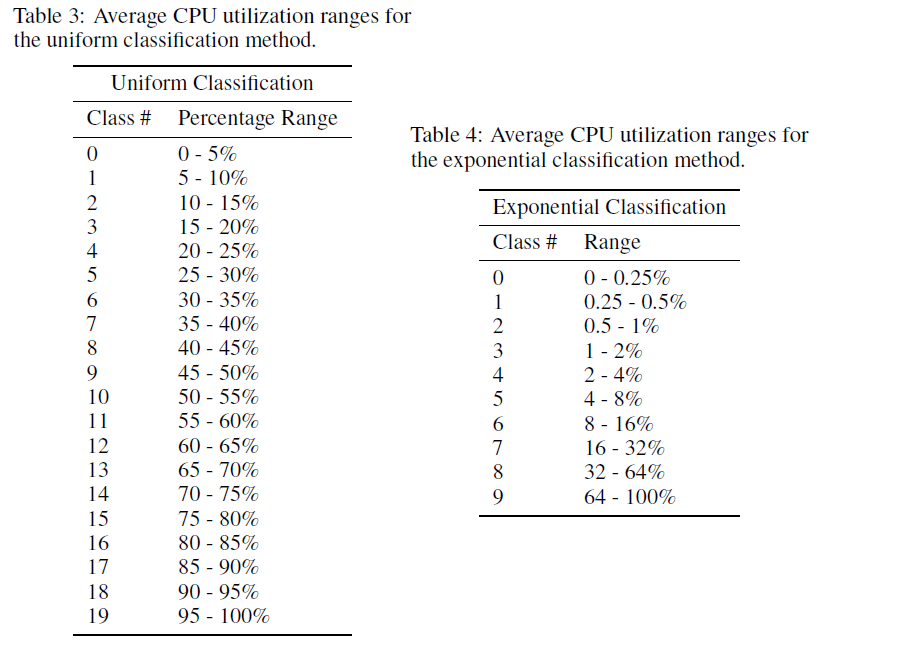 Table 3: Average CPU utilization ranges for
the uniform classification method.
Uniform Classification
Class # Percentage Range
0 0 - 5%
1 5 - 10%
2 10 - 15%
3 15 - 20%
4 20 - 25%
5 25 - 30%
6 30 - 35%
7 35 - 40%
8 40 - 45%
9 45 - 50%
10 50 - 55%
11 55 - 60%
12 60 - 65%
13 65 - 70%
14 70 - 75%
15 75 - 80%
16 80 - 85%
17 85 - 90%
18 90 - 95%
19 95 - 100%
Table 4: Average CPU utilization ranges for
the exponential classification method.
Exponential Classification
Class # Range
0 0 - 0.25%
1 0.25 - 0.5%
2 0.5 - 1%
3 1 - 2%
4 2 - 4%
5 4 - 8%
6 8 - 16%
7 16 - 32%
8 32 - 64%
9 64 - 100%